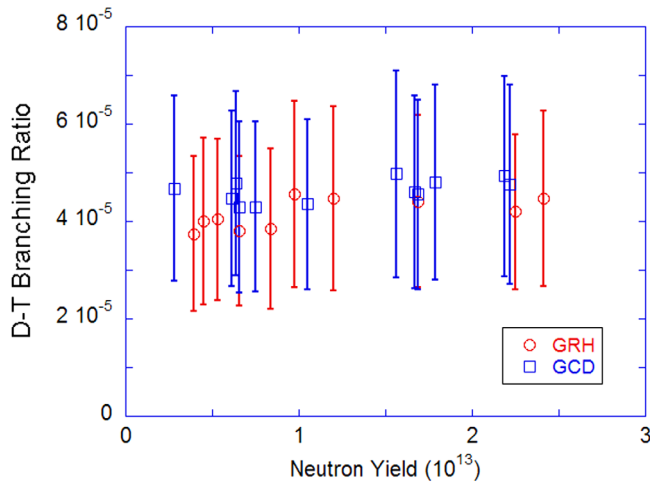 8 10⁻⁵
6 10⁻⁵
4 10⁻⁵
2 10⁻⁵
0
D-T Branching Ratio
GRH
GCD
0 1 2 3
Neutron Yield (10¹³)